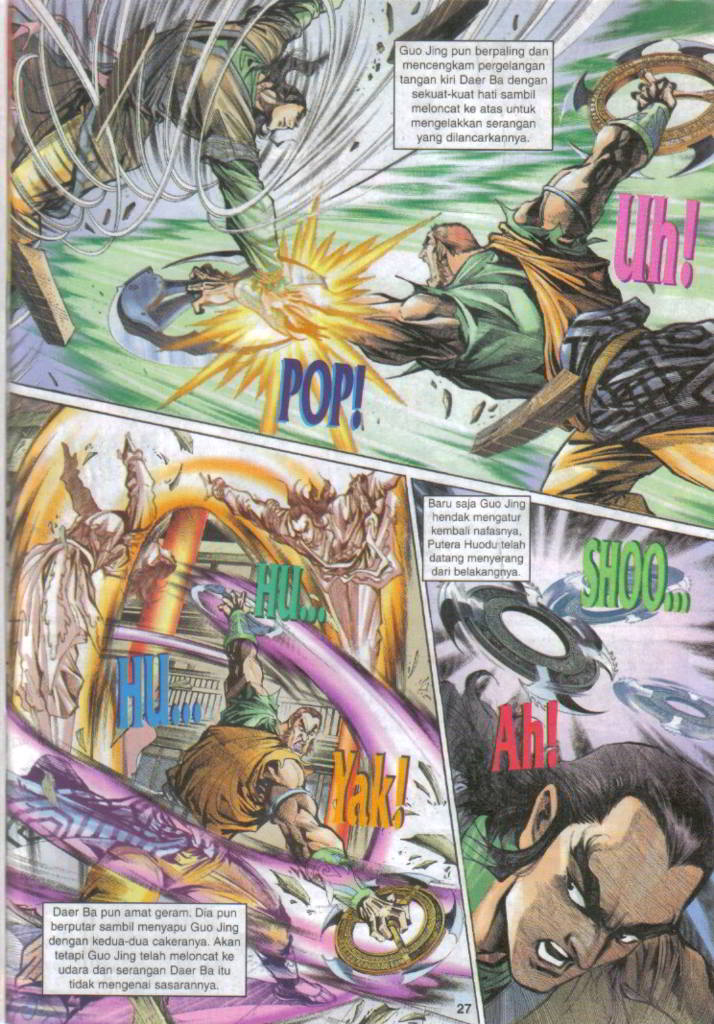 Guo Jing pun berpaling dan
mencengkam pergelangan
tangan kiri Daer Ba dengan
sekuat-kuat hati sambil
meloncat ke atas untuk
mengelakkan serangan
yang dilancarkannya.
Uh!
POP!
Baru saja Guo Jing
hendak mengatur
kembali nafasnya,
Putera Huodu telah
datang menyerang
dari belakangnya.
HU...
HU...
Yak!
SHOO...
Ah!
Daer Ba pun amat geram. Dia pun
berputar sambil menyapu Guo Jing
dengan kedua-dua cakeranya. Akan
tetapi Guo Jing telah meloncat ke
udara dan serangan Daer Ba itu
tidak mengenai sasarannya.
27